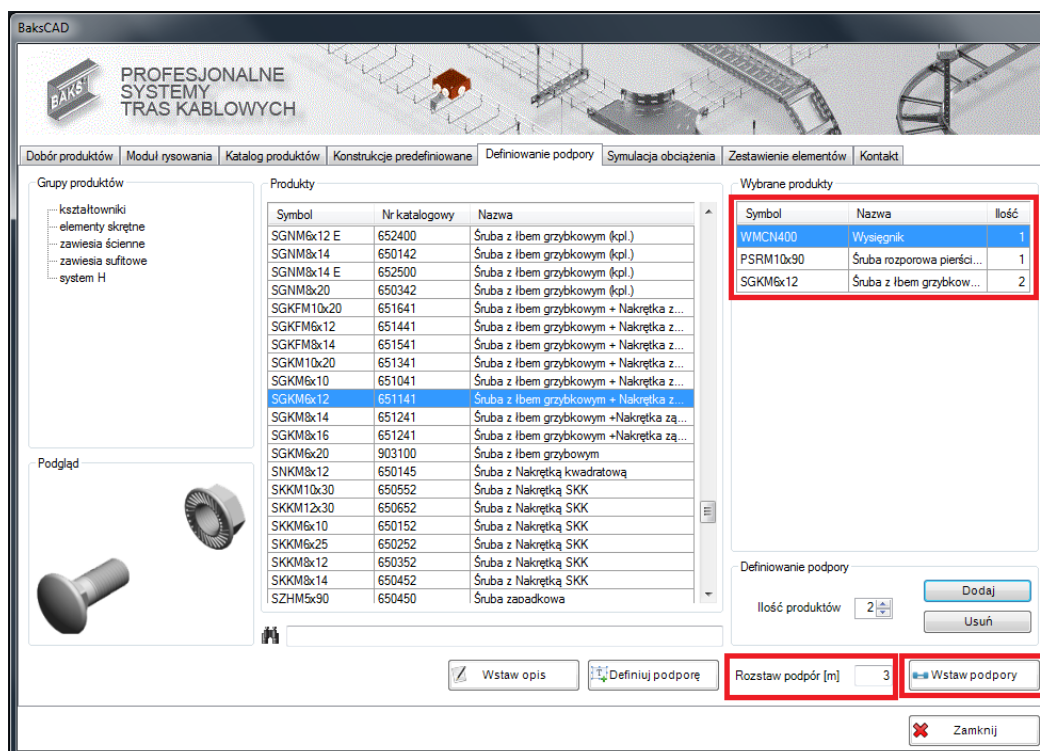 BaksCAD
BAKS
PROFESJONALNE
SYSTEMY
TRAS KABLOWYCH
Dobór produktów Moduł rysowania Katalog produktów Konstrukcje predefiniowane Definiowanie podpory Symulacja obciążenia Zestawienie elementów Kontakt
Grupy produktów
kształtowniki
elementy skrętne
zawiesia ścienne
zawiesia sufitowe
system H
Podgląd
Produkty
Symbol Nr katalogowy Nazwa
SGNM6x12 E 652400 Śruba z łbem grzybkowym (kpl.)
SGNM8x14 650142 Śruba z łbem grzybkowym (kpl.)
SGNM8x14 E 652500 Śruba z łbem grzybkowym (kpl.)
SGNM8x20 650342 Śruba z łbem grzybkowym (kpl.)
SGKFM10x20 651641 Śruba z łbem grzybkowym + Nakrętka z...
SGKFM6x12 651441 Śruba z łbem grzybkowym + Nakrętka z...
SGKFM8x14 651541 Śruba z łbem grzybkowym + Nakrętka z...
SGKM10x20 651341 Śruba z łbem grzybkowym + Nakrętka z...
SGKM6x10 651041 Śruba z łbem grzybkowym + Nakrętka z...
SGKM6x12 651141 Śruba z łbem grzybkowym + Nakrętka z...
SGKM8x14 651241 Śruba z łbem grzybkowym +Nakrętka zą...
SGKM8x16 651241 Śruba z łbem grzybkowym +Nakrętka zą...
SGKM6x20 903100 Śruba z łbem grzybowym
SNKM8x12 650145 Śruba z Nakrętką kwadratową
SKKM10x30 650552 Śruba z Nakrętką SKK
SKKM12x30 650652 Śruba z Nakrętką SKK
SKKM6x10 650152 Śruba z Nakrętką SKK
SKKM6x25 650252 Śruba z Nakrętką SKK
SKKM8x12 650352 Śruba z Nakrętką SKK
SKKM8x14 650452 Śruba z Nakrętką SKK
SZHM5x90 650450 Śruba zapadkowa
Wybrane produkty
Symbol Nazwa Ilość
WMCN400 Wysięgnik 1
PSRM10x90 Śruba rozporowa pierści... 1
SGKM6x12 Śruba z łbem grzybkow... 2
Definiowanie podpory
Ilość produktów 2
Dodaj
Usuń
Wstaw opis Definiuj podporę Rozstaw podpór [m] 3 Wstaw podpory
Zamknij